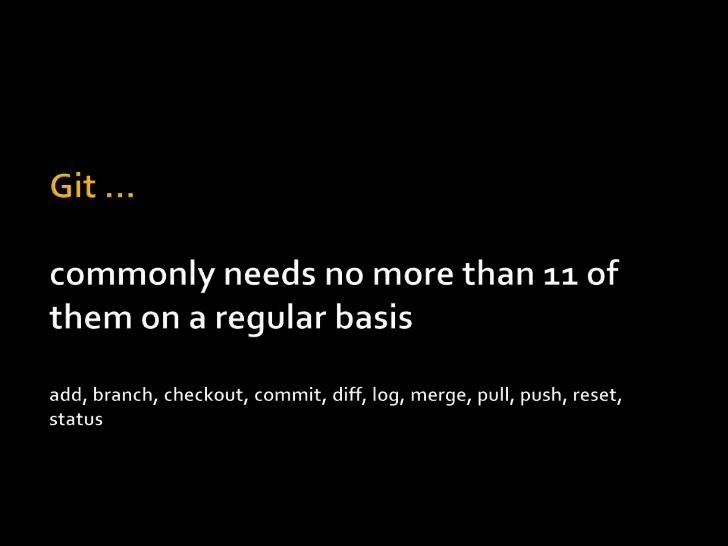 Git ...
commonly needs no more than 11 of
them on a regular basis
add, branch, checkout, commit, diff, log, merge, pull, push, reset,
status